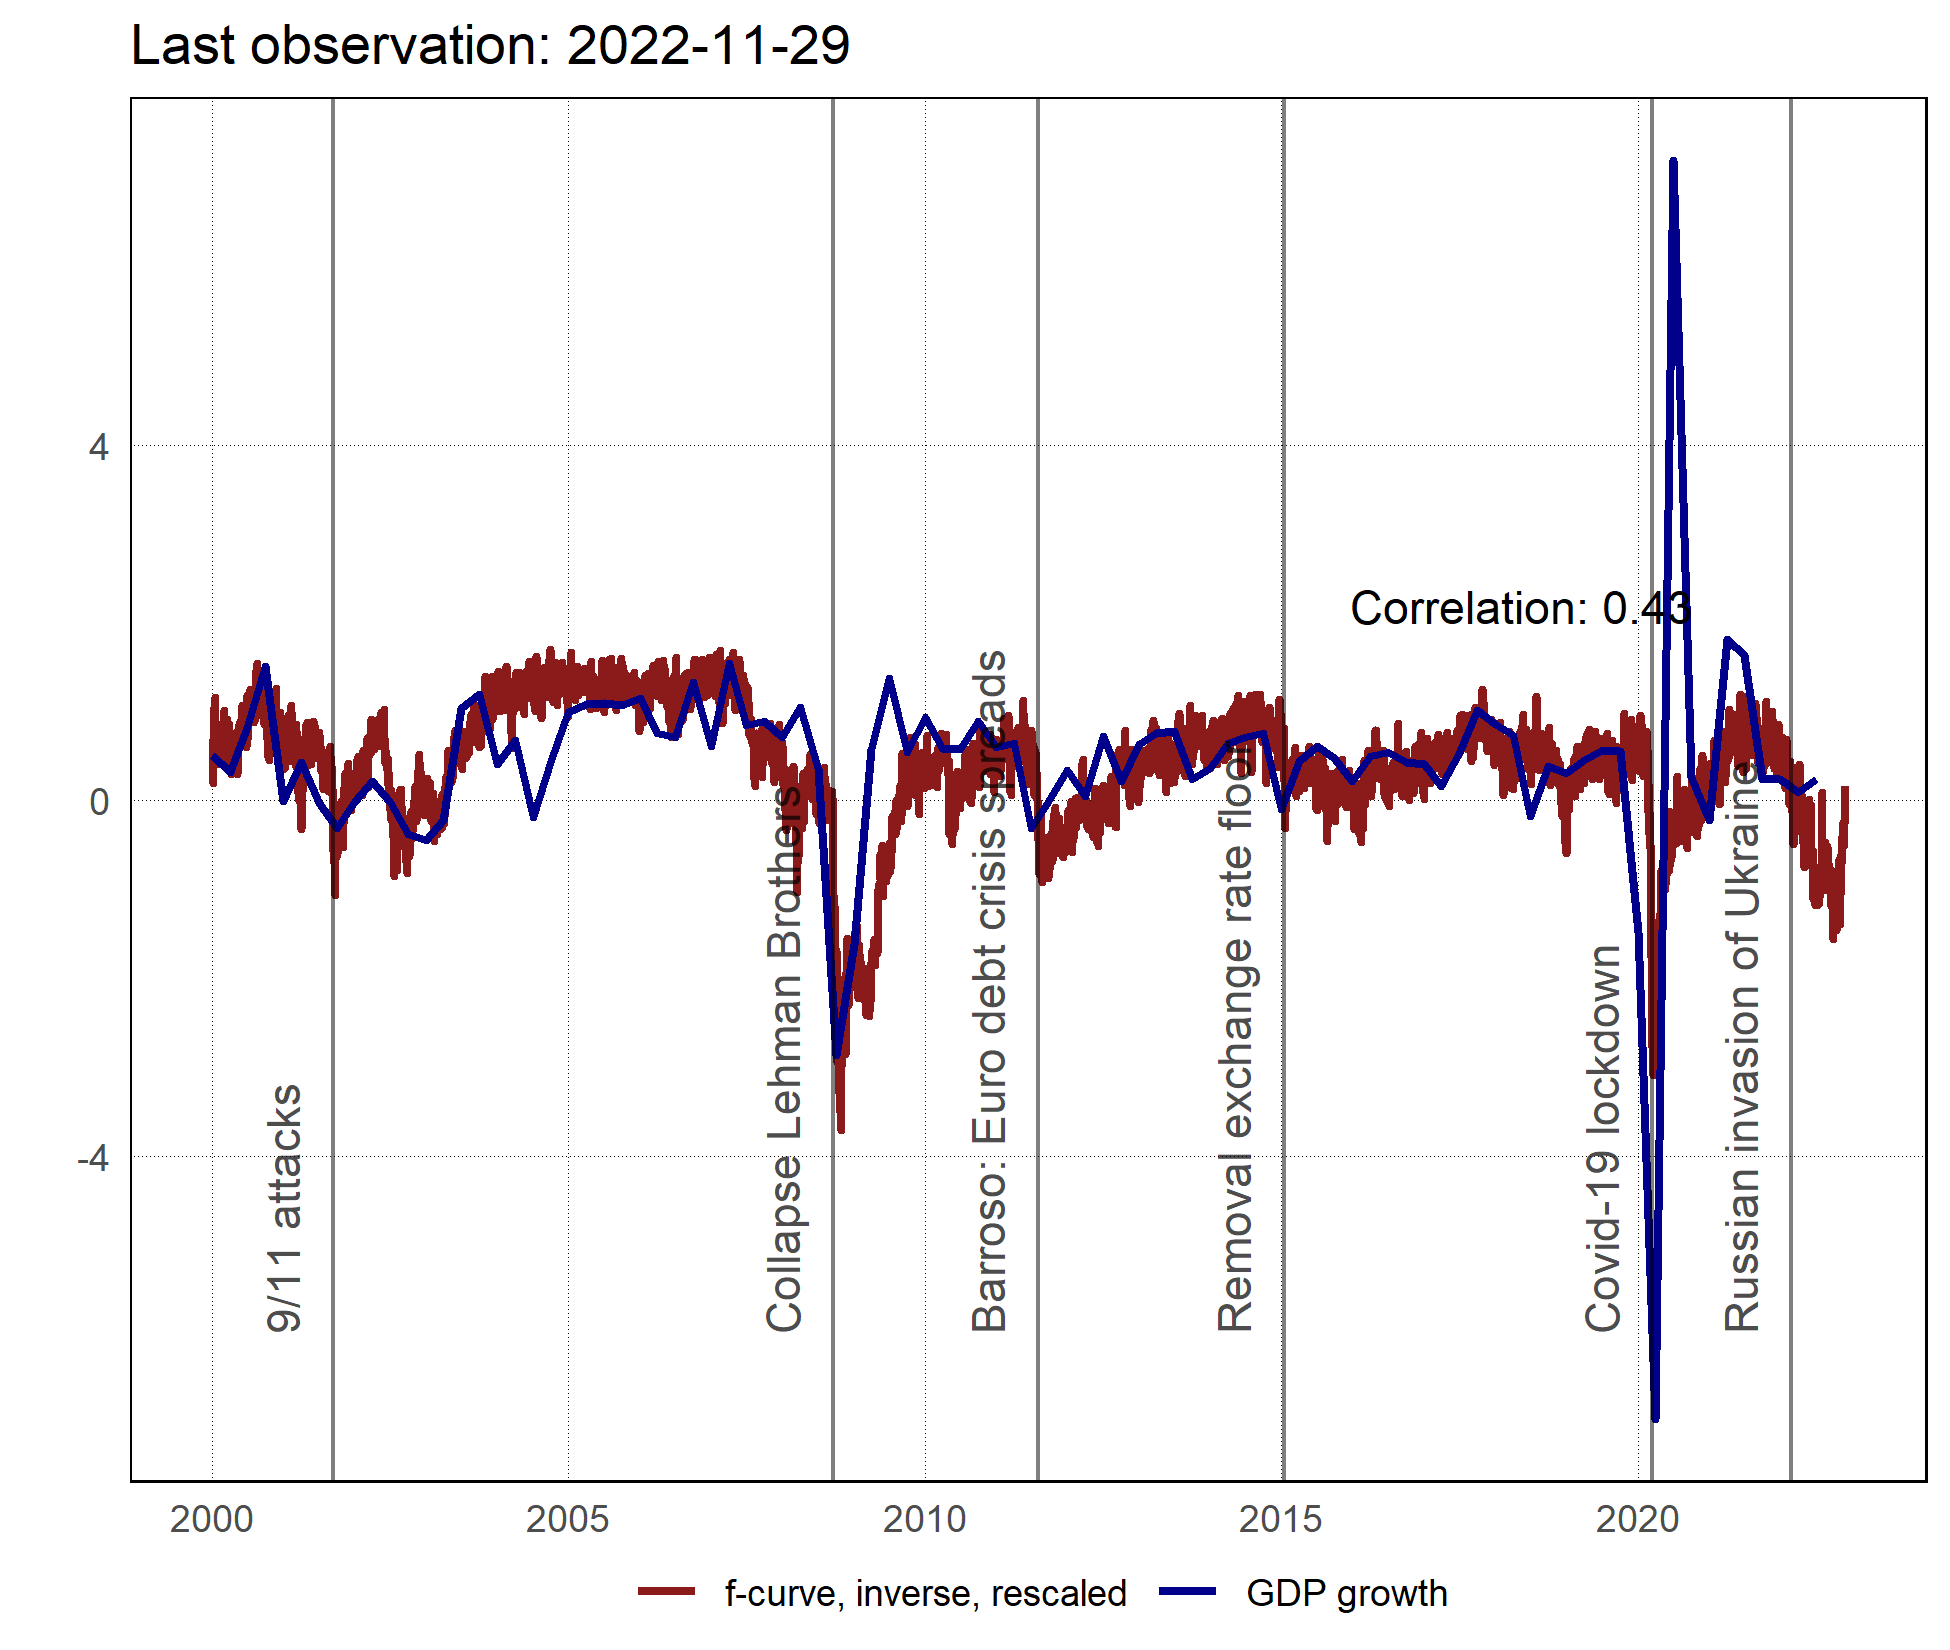 Last observation: 2022-11-29
4
0
-4
Correlation: 0.43
9/11 attacks
Collapse Lehman Brothers
Barroso: Euro debt crisis spreads
Removal exchange rate floor
Covid-19 lockdown
Russian invasion of Ukraine
2000
2005
2010
2015
2020
f-curve, inverse, rescaled
GDP growth